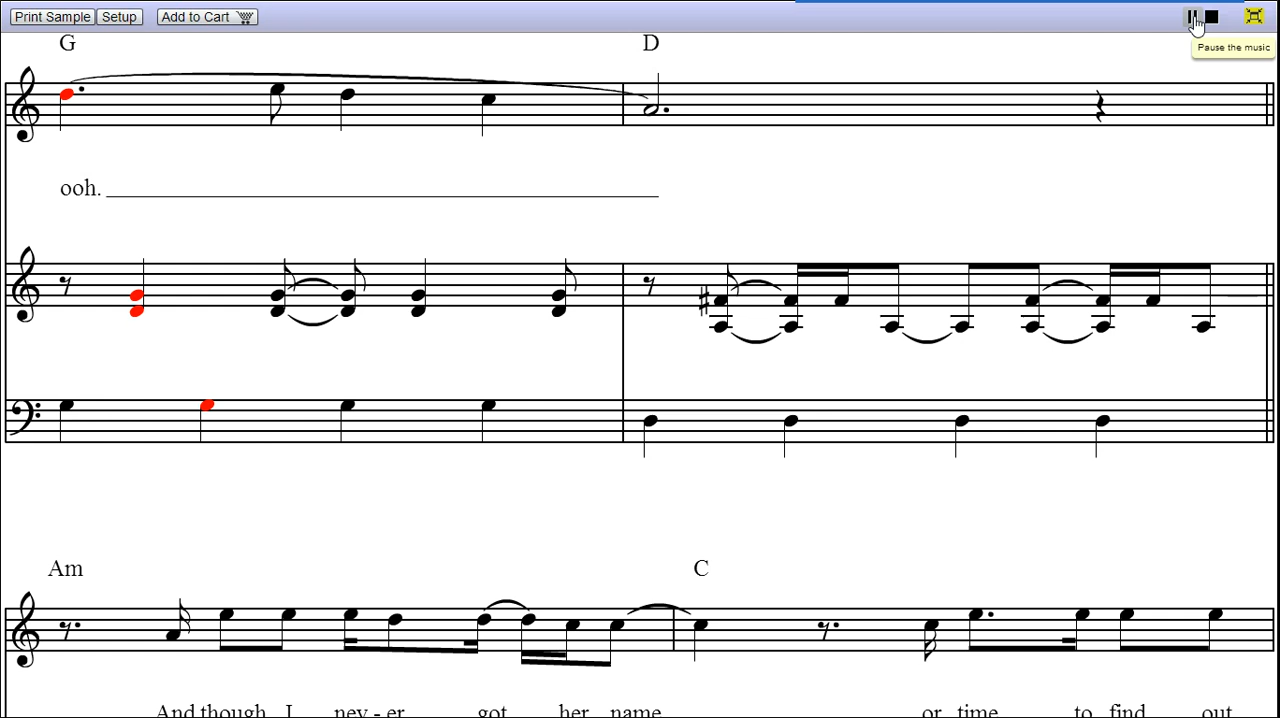 Print Sample Setup Add to Cart
Pause the music
G D
ooh.
Am C
And though I nev - er got her name or time to find out